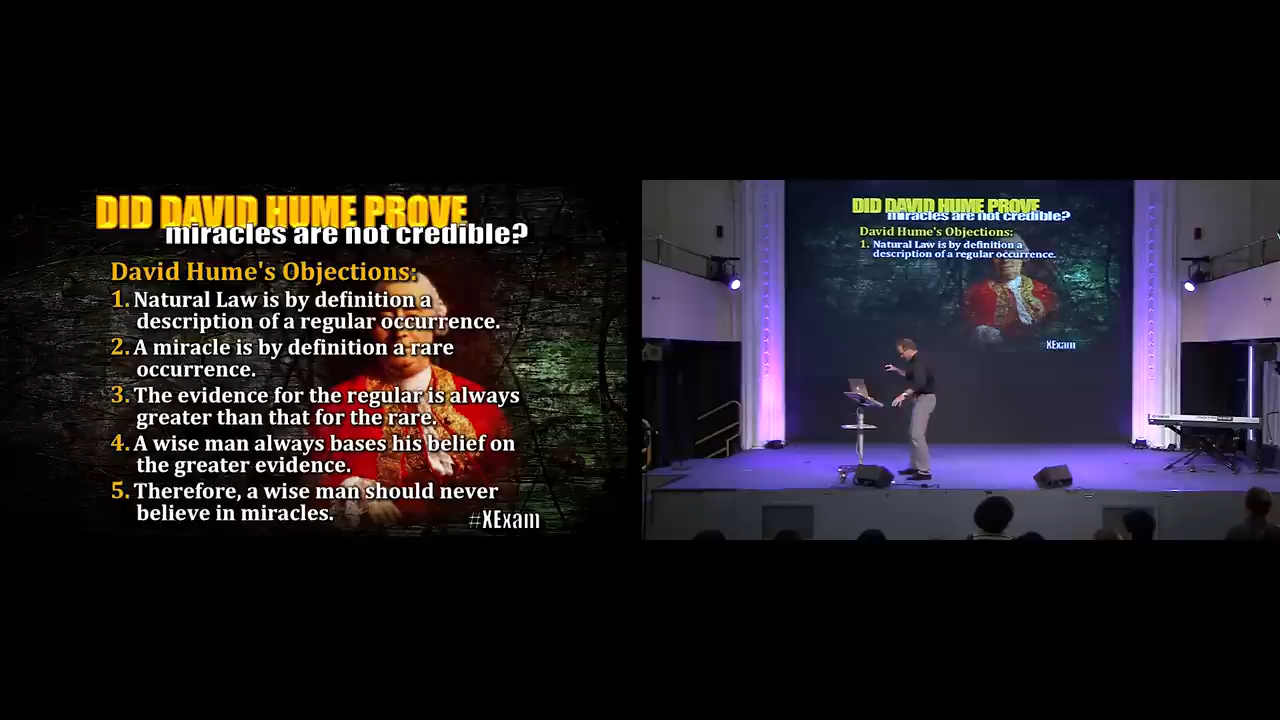 DID DAVID HUME PROVE
miracles are not credible?
David Hume's Objections:
1. Natural Law is by definition a
description of a regular occurrence.
2. A miracle is by definition a rare
occurrence.
3. The evidence for the regular is always
greater than that for the rare.
4. A wise man always bases his belief on
the greater evidence.
5. Therefore, a wise man should never
believe in miracles.
#XExam
DID DAVID HUME PROVE
miracles are not credible?
David Hume's Objections:
1. Natural Law is by definition a
description of a regular occurrence.
#XExam